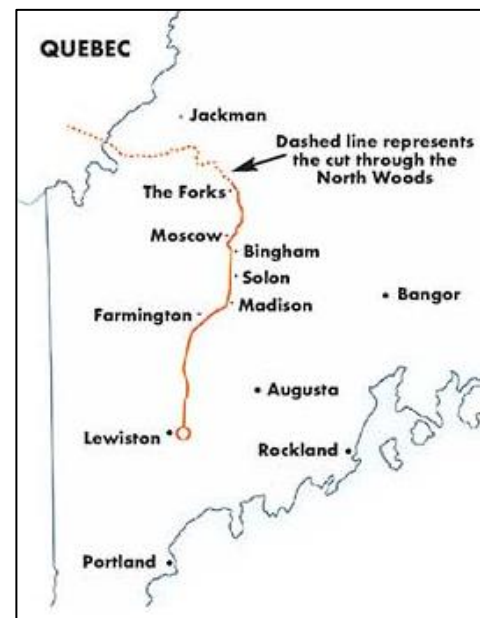 QUEBEC
Jackman
Dashed line represents
the cut through the
North Woods
The Forks
Moscow
Bingham
Solon
Madison
Bangor
Farmington
Augusta
Lewiston
Rockland
Portland